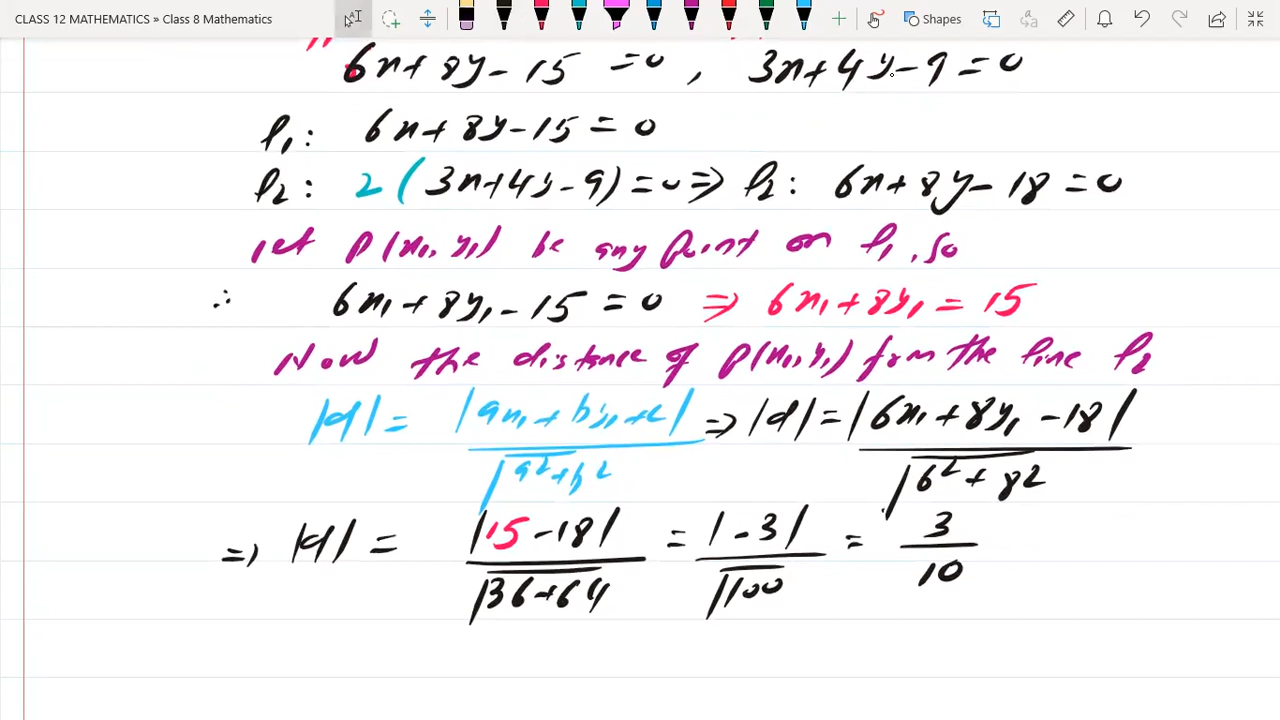 CLASS 12 MATHEMATICS » Class 8 Mathematics Shapes
6x+8y-15 =0 , 3x+4y-9=0
l₁: 6x+8y-15=0
l₂: 2(3x+4y-9)=0⇒ l₂: 6x+8y-18=0
let P(x₁,y₁) be any point on l₁, so
∴ 6x₁+8y₁-15=0 ⇒ 6x₁+8y₁=15
Now the distance of P(x₁,y₁) from the line l₂
|d|= |ax₁+by₁+c|/√(a²+b²) ⇒|d|=|6x₁+8y₁-18|/√(6²+8²)
⇒ |d| = |15-18|/√(36+64) = |-3|/√100 = 3/10